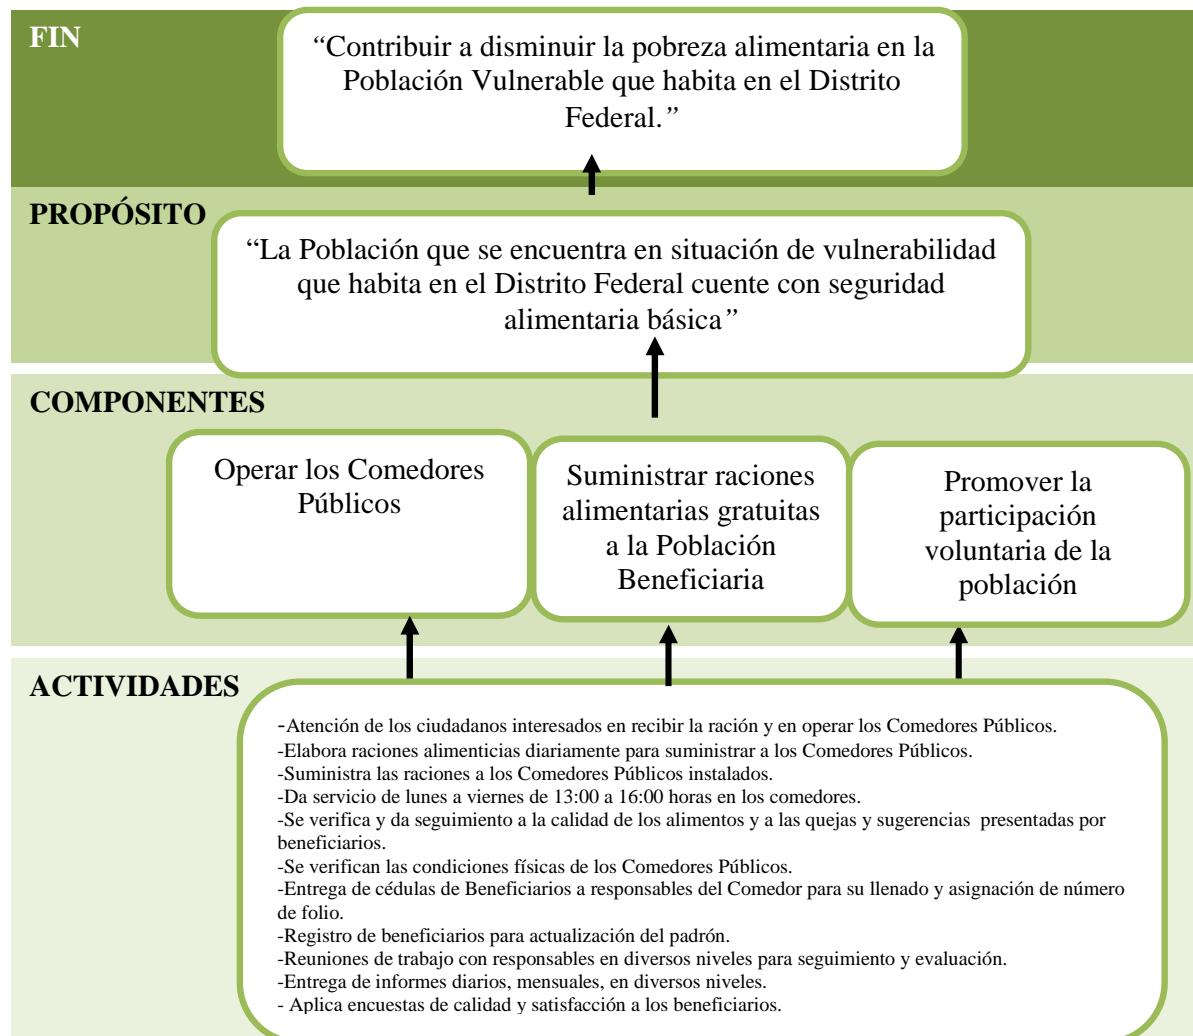 FIN
“Contribuir a disminuir la pobreza alimentaria en la
Población Vulnerable que habita en el Distrito
Federal.”
PROPÓSITO
“La Población que se encuentra en situación de vulnerabilidad
que habita en el Distrito Federal cuente con seguridad
alimentaria básica”
COMPONENTES
Operar los Comedores
Públicos
Suministrar raciones
alimentarias gratuitas
a la Población
Beneficiaria
Promover la
participación
voluntaria de la
población
ACTIVIDADES
-Atención de los ciudadanos interesados en recibir la ración y en operar los Comedores Públicos.
-Elabora raciones alimenticias diariamente para suministrar a los Comedores Públicos.
-Suministra las raciones a los Comedores Públicos instalados.
-Da servicio de lunes a viernes de 13:00 a 16:00 horas en los comedores.
-Se verifica y da seguimiento a la calidad de los alimentos y a las quejas y sugerencias presentadas por
beneficiarios.
-Se verifican las condiciones físicas de los Comedores Públicos.
-Entrega de cédulas de Beneficiarios a responsables del Comedor para su llenado y asignación de número
de folio.
-Registro de beneficiarios para actualización del padrón.
-Reuniones de trabajo con responsables en diversos niveles para seguimiento y evaluación.
-Entrega de informes diarios, mensuales, en diversos niveles.
- Aplica encuestas de calidad y satisfacción a los beneficiarios.